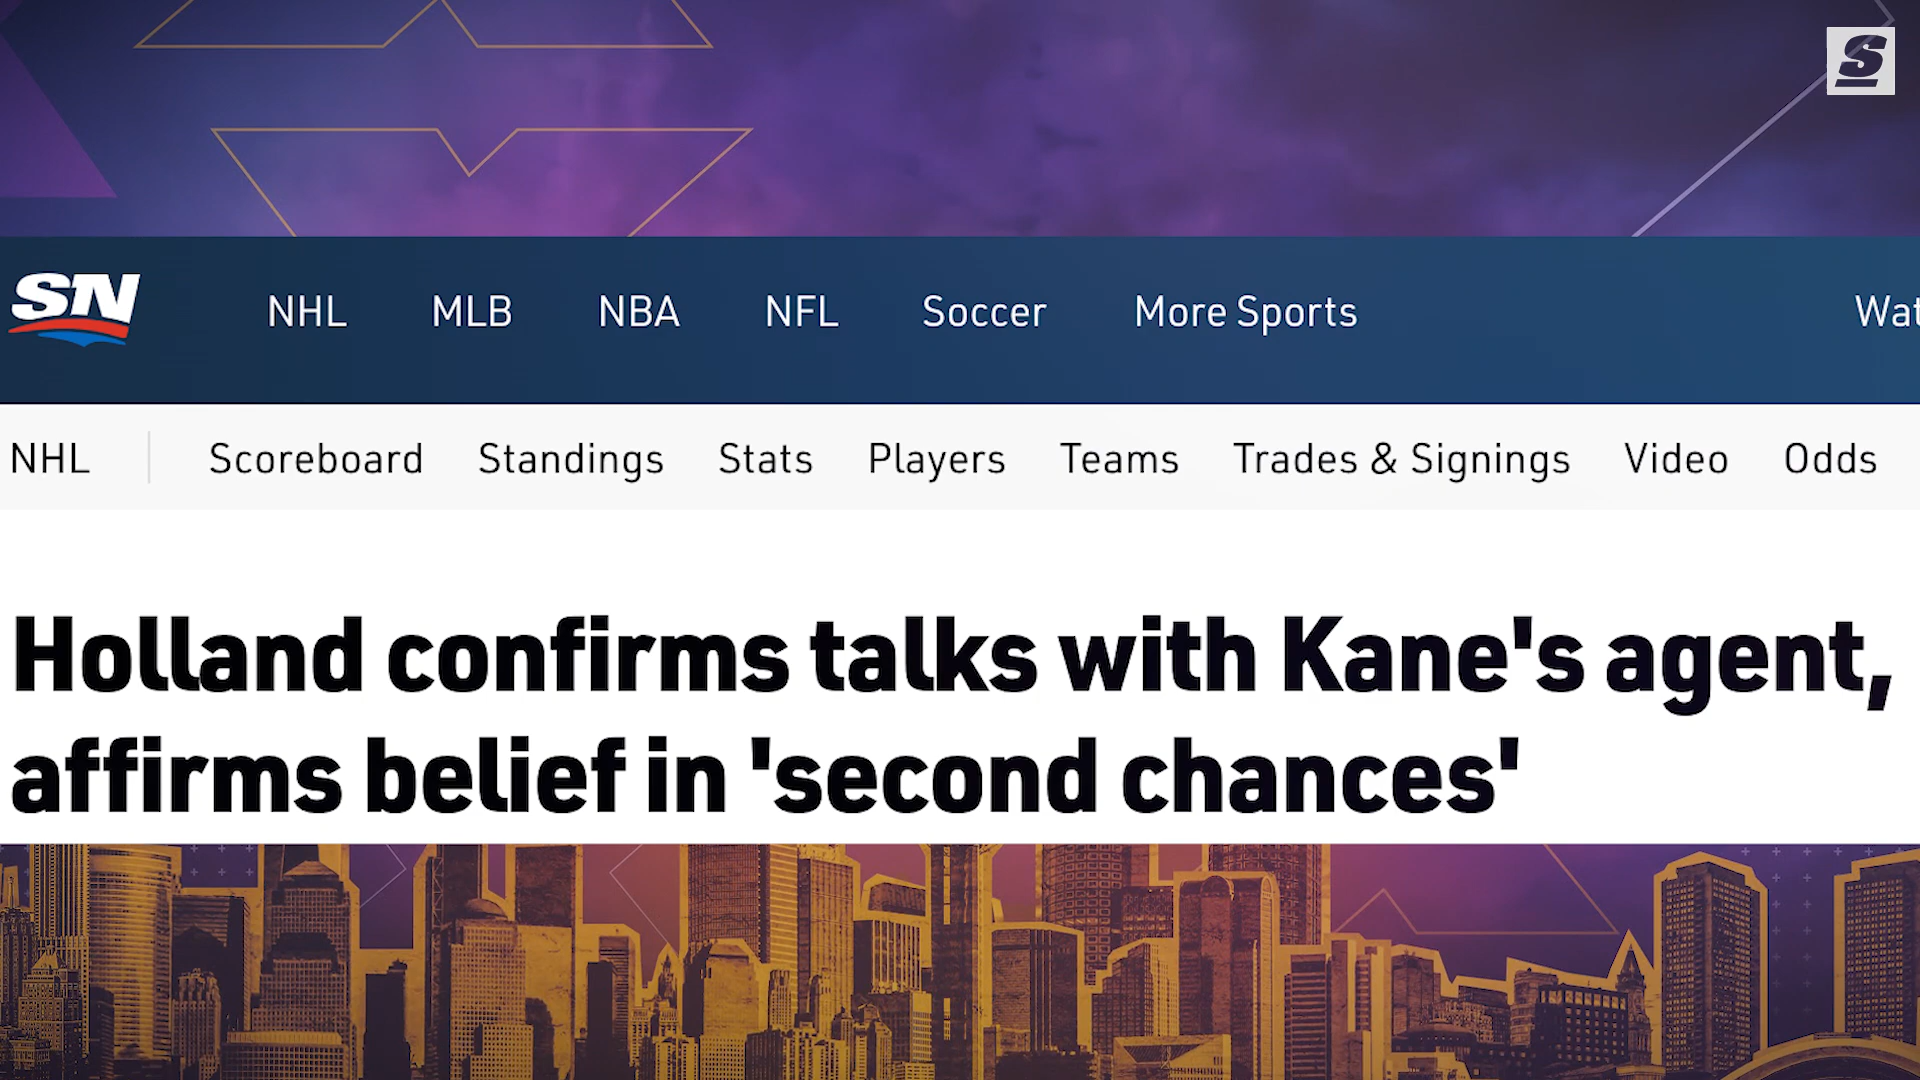 S
SN
NHL MLB NBA NFL Soccer More Sports Wat
NHL Scoreboard Standings Stats Players Teams Trades & Signings Video Odds
Holland confirms talks with Kane's agent,
affirms belief in 'second chances'